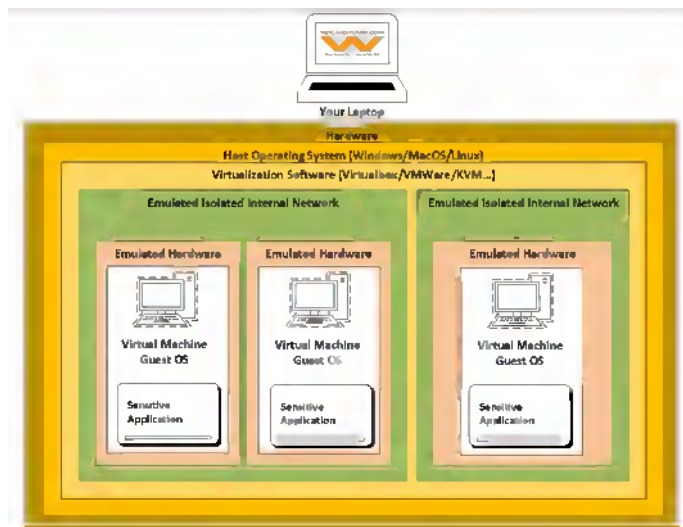 Your Laptop
Hardware
Host Operating System (Windows/MacOS/Linux)
Virtualization Software (Virtualbox/VMWare/KVM...)
Emulated Isolated Internal Network
Emulated Isolated Internal Network
Emulated Hardware
Emulated Hardware
Emulated Hardware
Virtual Machine
Guest OS
Virtual Machine
Guest OS
Virtual Machine
Guest OS
Sensitive
Application
Sensitive
Application
Sensitive
Application